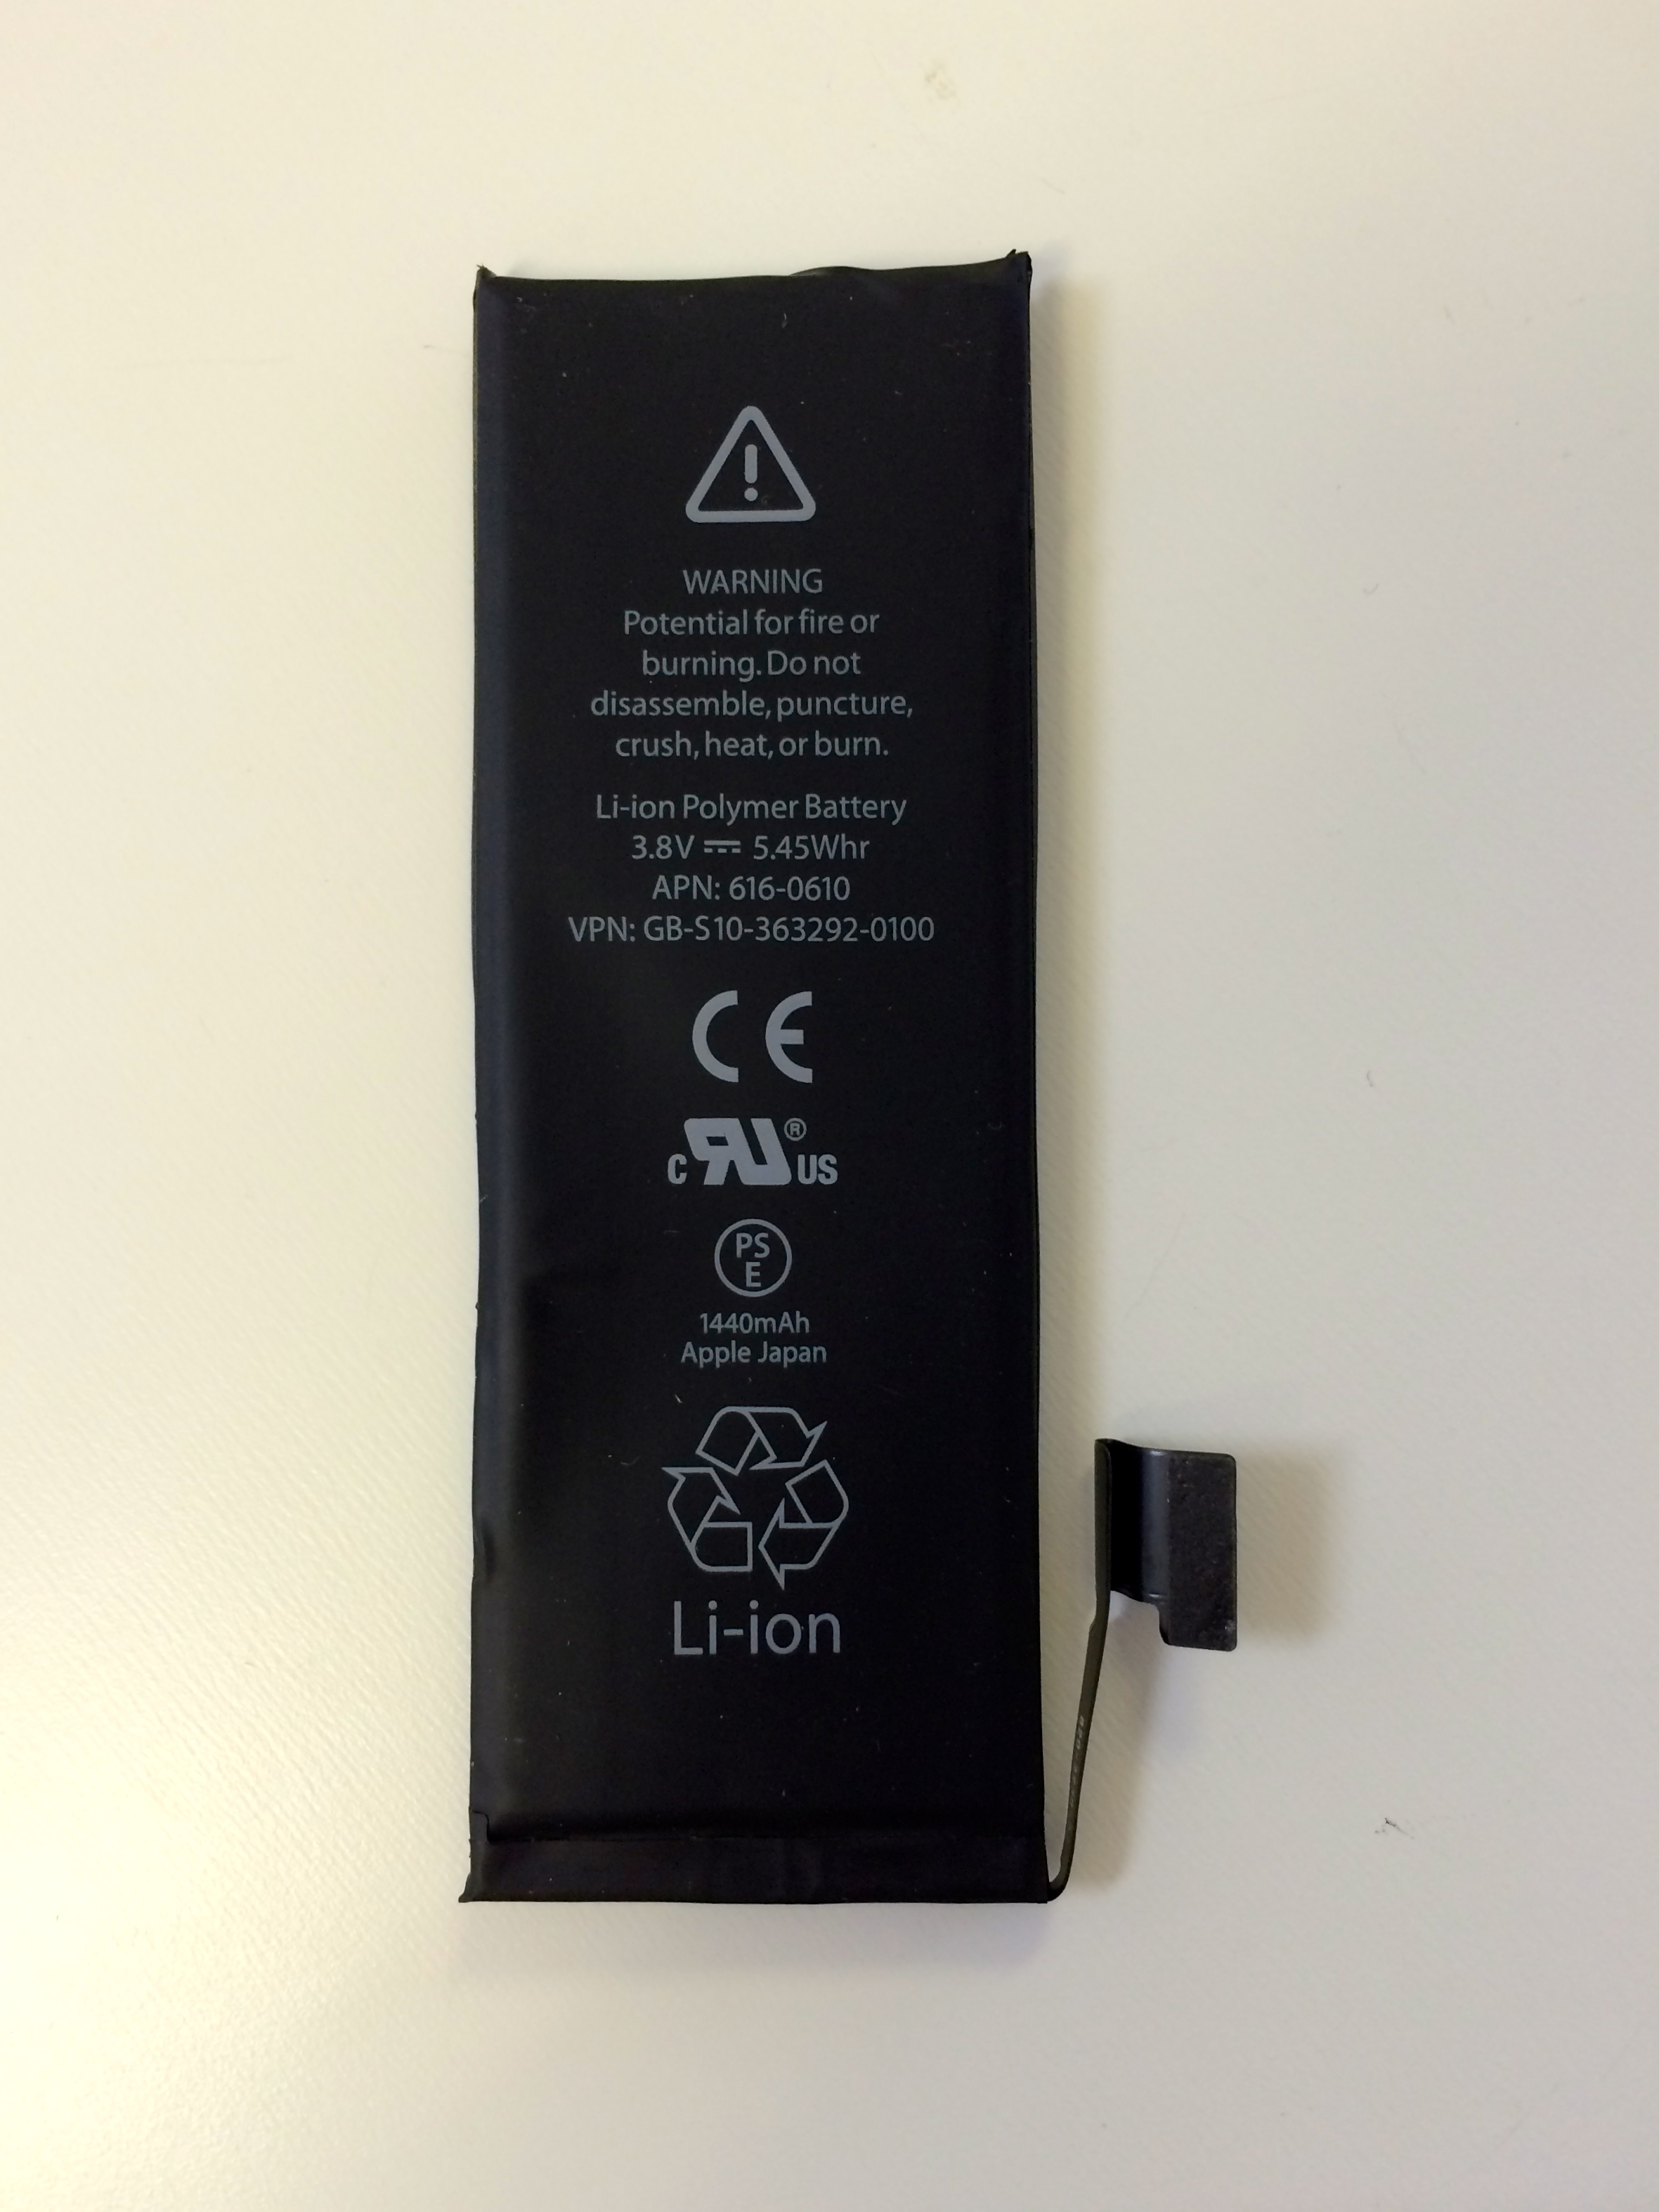 WARNING
Potential for fire or
burning. Do not
disassemble, puncture,
crush, heat, or burn.
Li-ion Polymer Battery
3.8V ⎓ 5.45Whr
APN: 616-0610
VPN: GB-S10-363292-0100
CE
c RU ® US
PS
E
1440mAh
Apple Japan
Li-ion